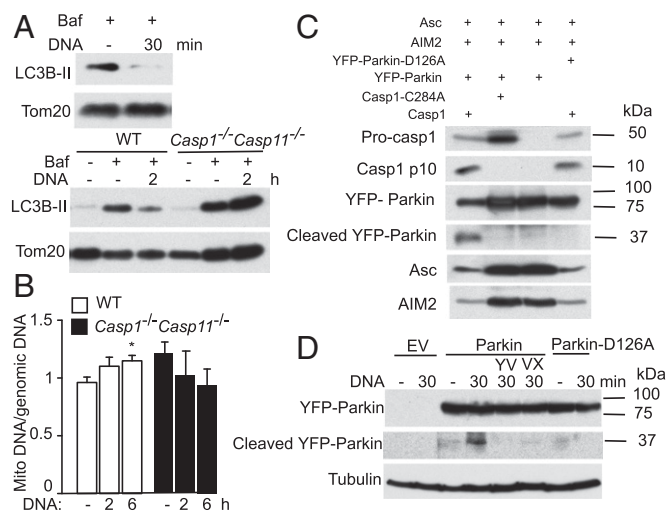 A
Baf - +
DNA - 30 min
LC3B-II
Tom20
WT Casp1-/-Casp11-/-
Baf - + + - + +
DNA - - 2 - - 2 h
LC3B-II
Tom20
B
WT
Casp1-/-Casp11-/-
Mito DNA/genomic DNA
1.5
1
0.5
0
*
DNA: - 2 6 - 2 6 h
C
Asc + + + +
AIM2 + + + +
YFP-Parkin-D126A +
YFP-Parkin + + +
Casp1-C284A +
Casp1 + + kDa
Pro-casp1 50
Casp1 p10 10
YFP- Parkin 100
75
Cleaved YFP-Parkin 37
Asc
AIM2
D
EV Parkin Parkin-D126A
YV VX
DNA - 30 - 30 30 30 - 30 min kDa
YFP-Parkin 100
75
Cleaved YFP-Parkin 37
Tubulin